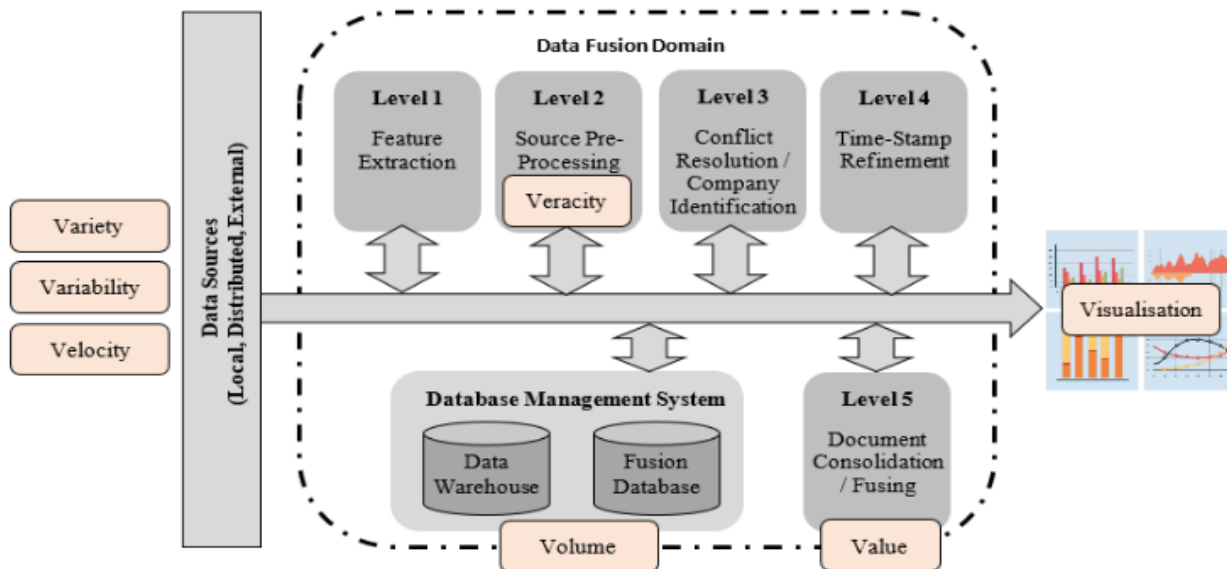 Data Fusion Domain
Level 1
Feature
Extraction
Level 2
Source Pre-
Processing
Veracity
Level 3
Conflict
Resolution /
Company
Identification
Level 4
Time-Stamp
Refinement
Variety
Variability
Velocity
Data Sources
(Local, Distributed, External)
Visualisation
Database Management System
Data
Warehouse
Fusion
Database
Volume
Level 5
Document
Consolidation
/ Fusing
Value